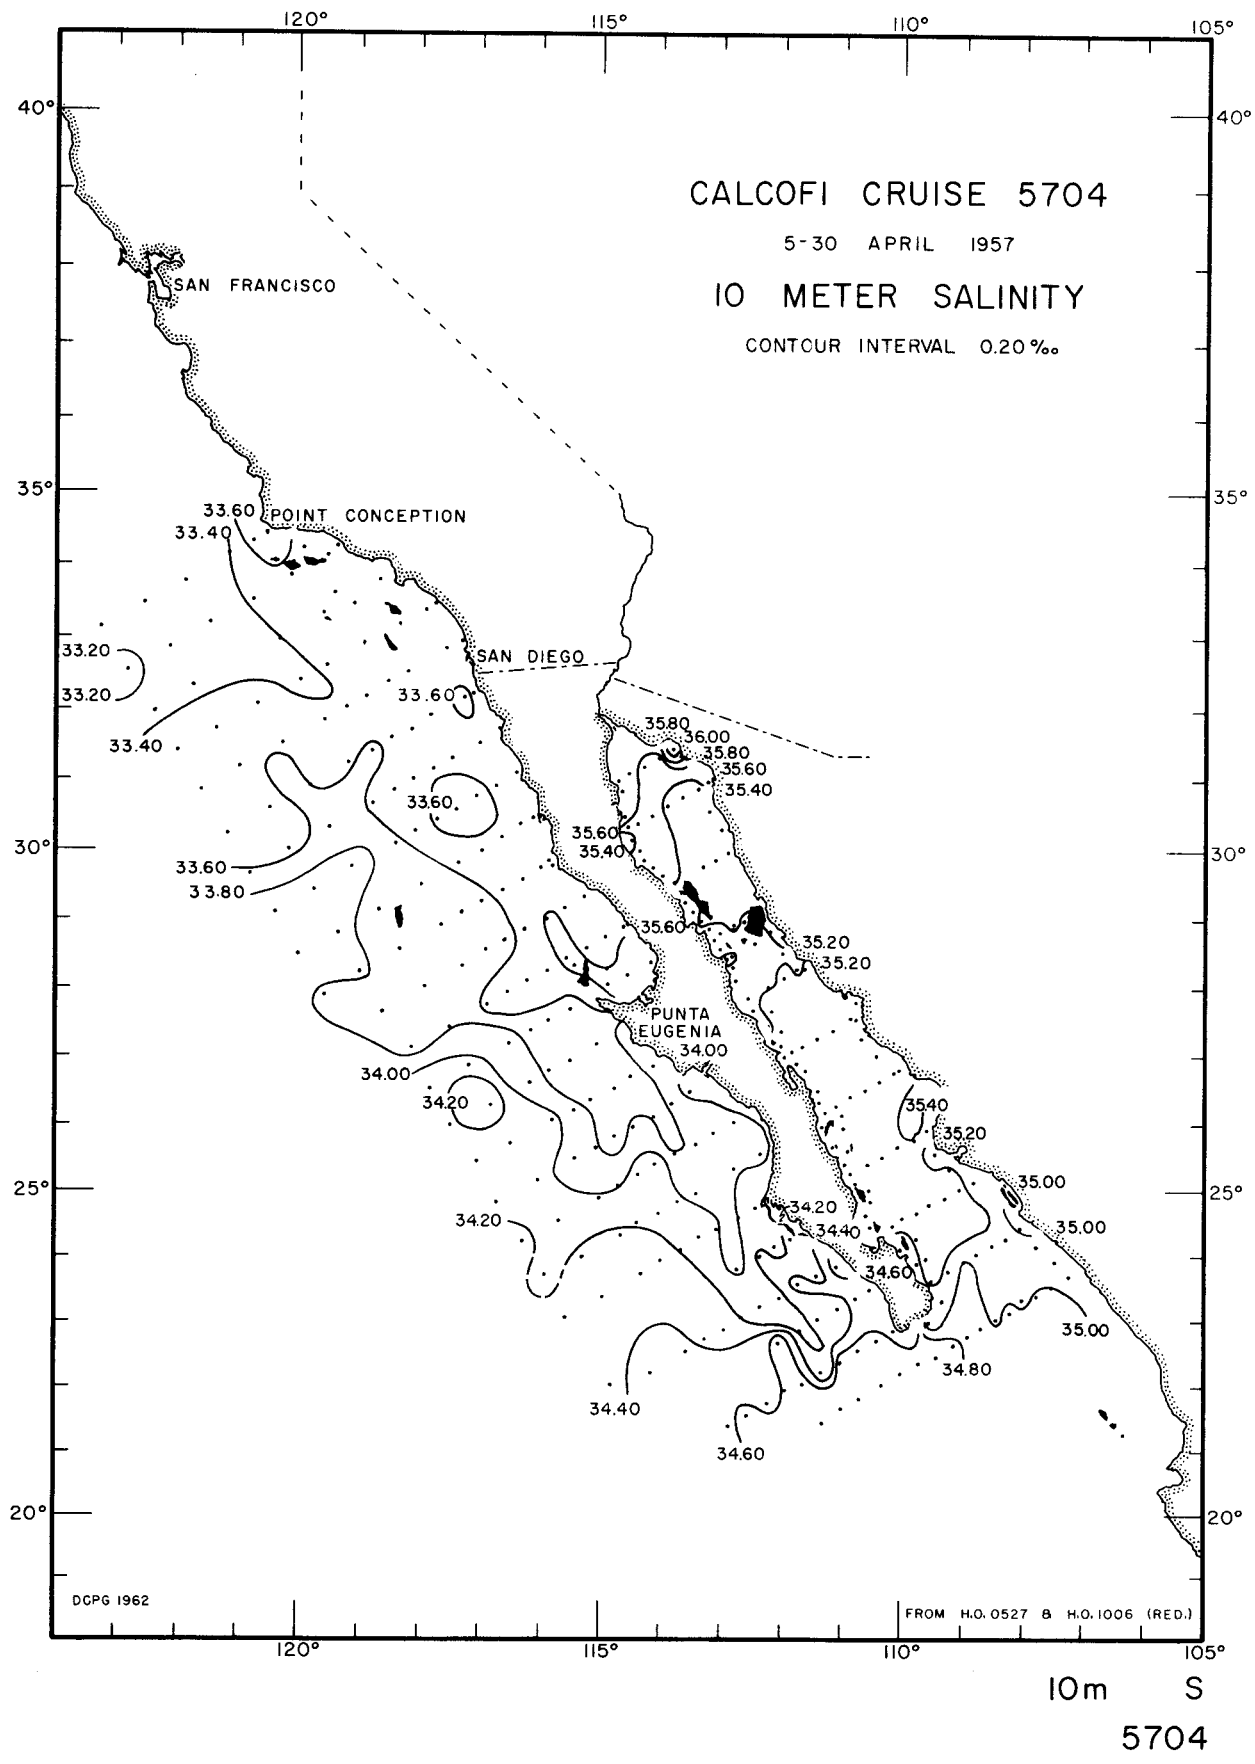 120° 115° 110° 105°
40° 40°
CALCOFI CRUISE 5704
5-30 APRIL 1957
10 METER SALINITY
CONTOUR INTERVAL 0.20 ‰
SAN FRANCISCO
35° 35°
33.60 POINT CONCEPTION
33.40
33.20
SAN DIEGO
33.20
33.60
33.40
35.80
36.00
35.80
35.60
35.40
33.60
35.60
35.40
30° 30°
33.60
33.80
35.60
35.20
35.20
PUNTA
EUGENIA
34.00
34.00
34.20
35.40
35.20
25° 25°
35.00
34.20
34.20
34.40
35.00
34.60
35.00
34.80
34.40
34.60
20° 20°
DCPG 1962
FROM H.O. 0527 & H.O. 1006 (RED.)
120° 115° 110° 105°
10m S
5704